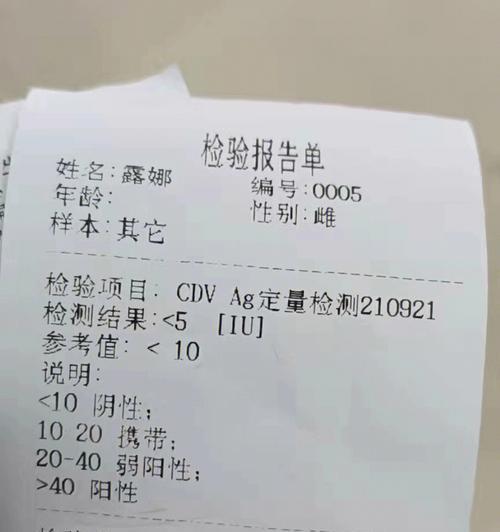 检验报告单
姓名:露娜 编号:0005
年龄: 性别:雌
样本:其它
检验项目: CDV Ag定量检测210921
检测结果:<5 [IU]
参考值: < 10
说明:
<10 阴性;
10 20 携带;
20-40 弱阳性;
>40 阳性